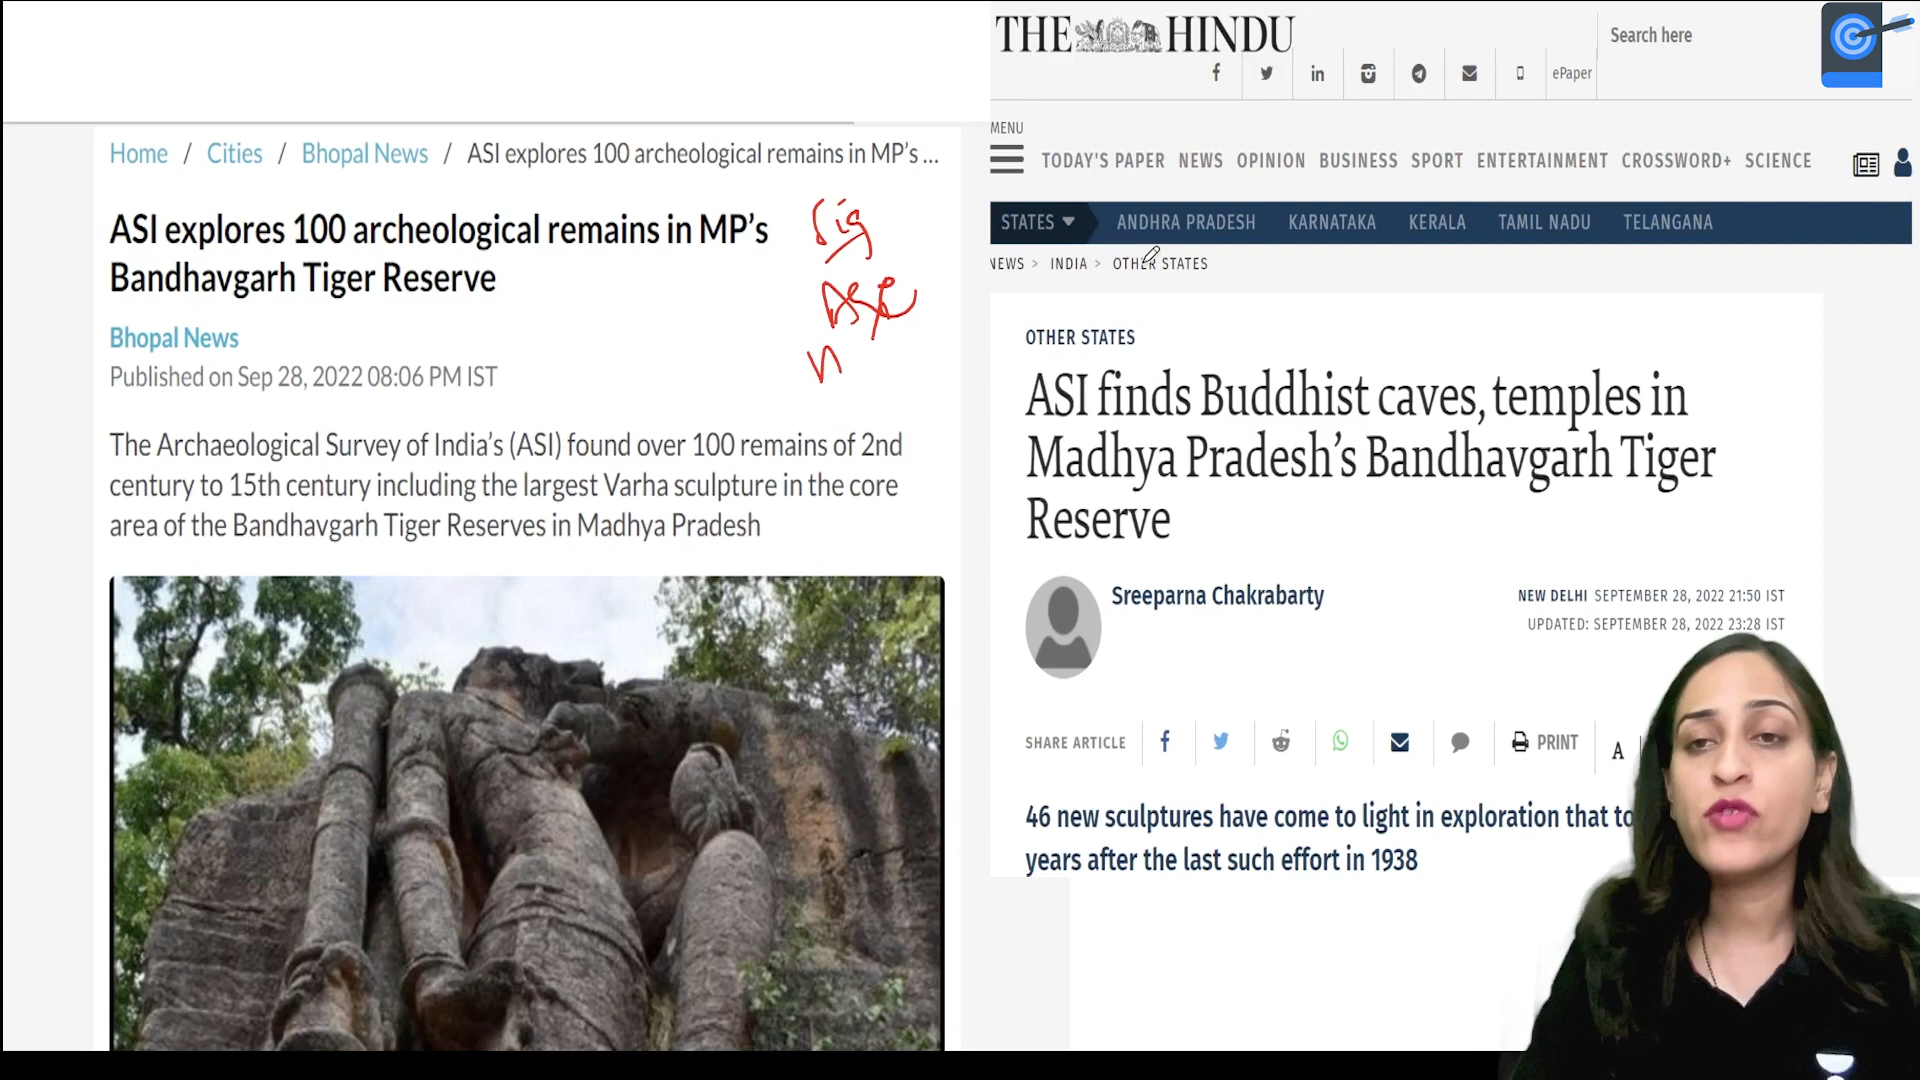 Home / Cities / Bhopal News / ASI explores 100 archeological remains in MP's ...
ASI explores 100 archeological remains in MP's
Bandhavgarh Tiger Reserve
Bhopal News
Published on Sep 28, 2022 08:06 PM IST
The Archaeological Survey of India's (ASI) found over 100 remains of 2nd
century to 15th century including the largest Varha sculpture in the core
area of the Bandhavgarh Tiger Reserves in Madhya Pradesh
Sig
n
THE HINDU
Search here
ePaper
MENU
TODAY'S PAPER NEWS OPINION BUSINESS SPORT ENTERTAINMENT CROSSWORD+ SCIENCE
STATES ANDHRA PRADESH KARNATAKA KERALA TAMIL NADU TELANGANA
NEWS > INDIA > OTHER STATES
OTHER STATES
ASI finds Buddhist caves, temples in
Madhya Pradesh's Bandhavgarh Tiger
Reserve
Sreeparna Chakrabarty
NEW DELHI SEPTEMBER 28, 2022 21:50 IST
UPDATED: SEPTEMBER 28, 2022 23:28 IST
SHARE ARTICLE PRINT A
46 new sculptures have come to light in exploration that to
years after the last such effort in 1938